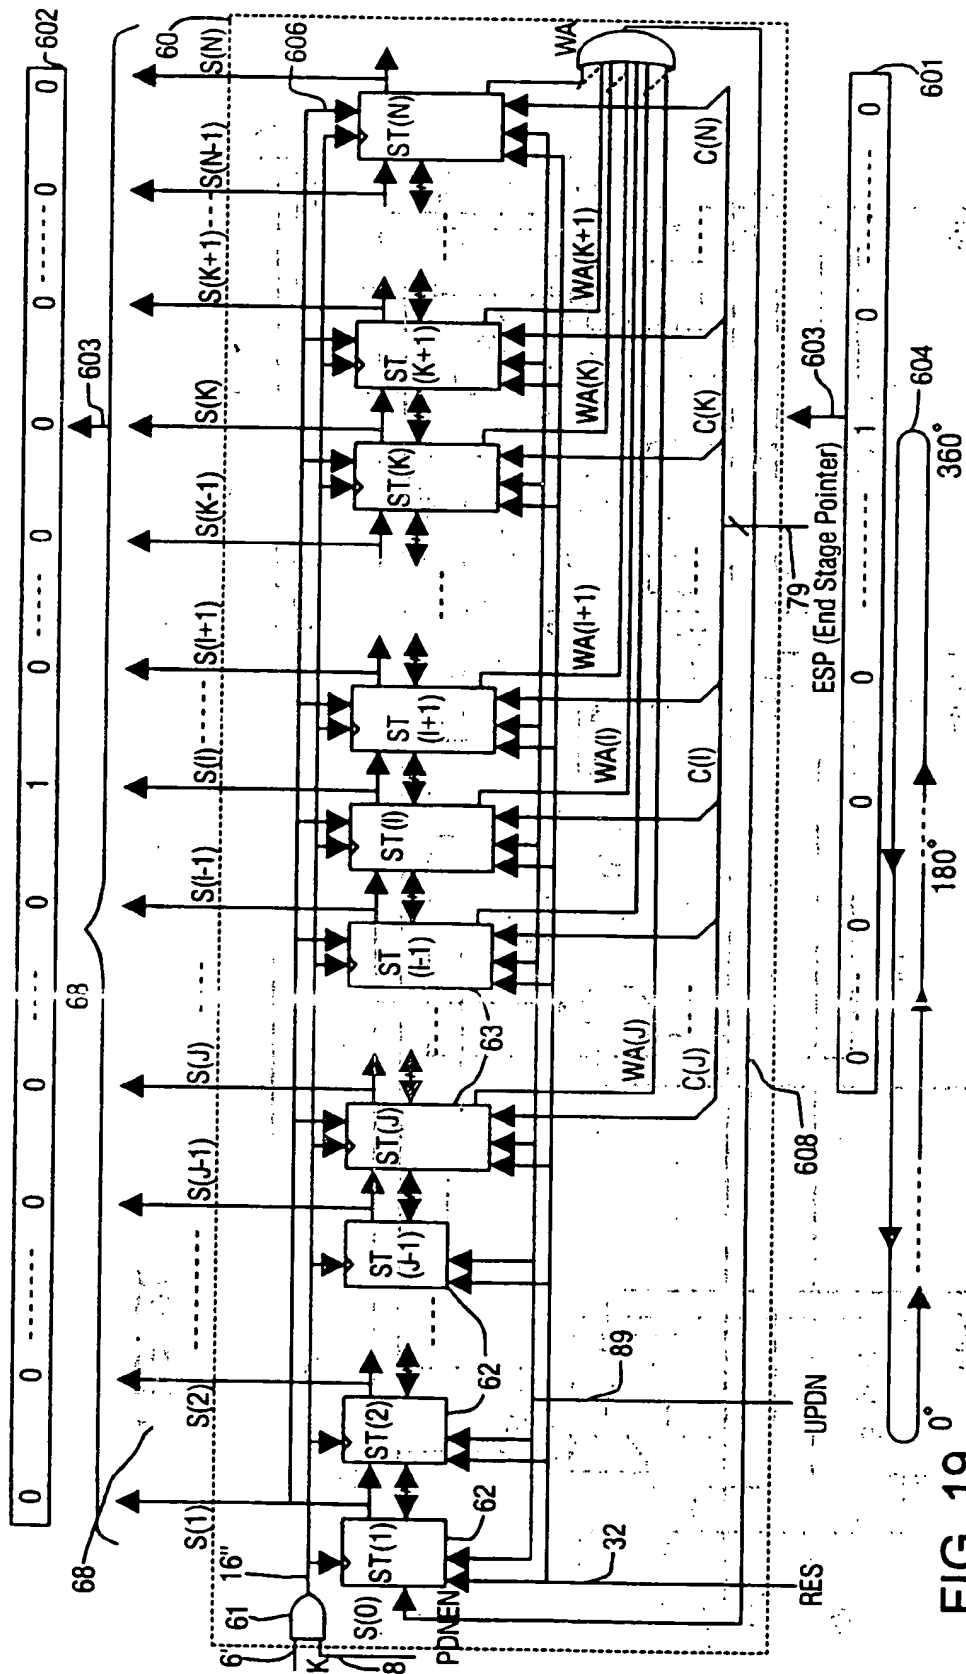 602
0 0 ------ 0 ----- 0 1 0 ----- 0 0 0 ----- 0 0
68
603
60
68
S(1)
S(2)
S(J-1)
S(J)
S(I-1)
S(I)
S(I+1)
S(K-1)
S(K)
S(K+1)
S(N-1)
S(N)
606
6'
61
16"
K
8
S(0)
PDNEN
ST(1)
ST(2)
ST
(J-1)
ST(J)
ST
(I-1)
ST(I)
ST
(I+1)
ST(K)
ST
(K+1)
ST(N)
62
62
63
WA(J)
WA(I)
WA(I+1)
WA(K)
WA(K+1)
WA
32
89
C(J)
C(I)
C(K)
C(N)
RES
UPDN
608
79
ESP (End Stage Pointer)
603
601
0 ----- 0 0 0 ------ 1 0 ------ 0
604
0°
180°
360°
FIG. 19